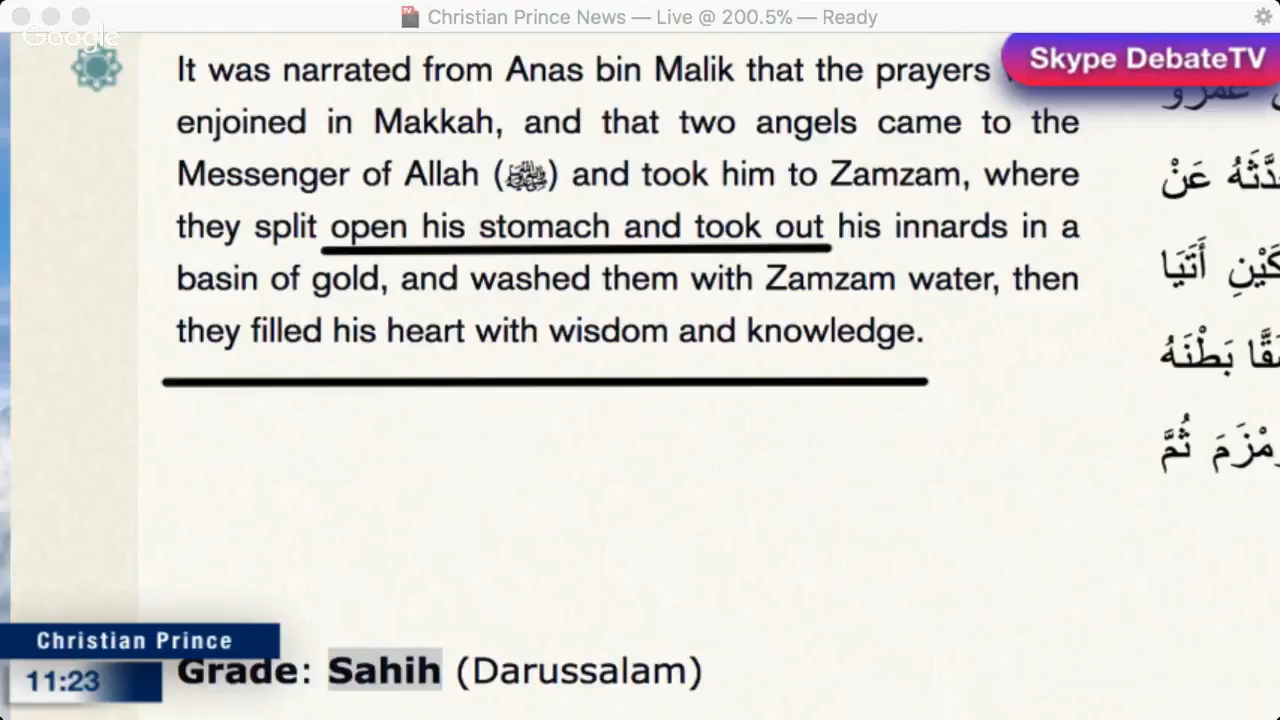 Christian Prince News — Live @ 200.5% — Ready
Google
Skype DebateTV
It was narrated from Anas bin Malik that the prayers
enjoined in Makkah, and that two angels came to the
Messenger of Allah (ﷺ) and took him to Zamzam, where
they split open his stomach and took out his innards in a
basin of gold, and washed them with Zamzam water, then
they filled his heart with wisdom and knowledge.
عَنْ
أَتَيَا
بَطْنَهُ
ثُمَّ
Grade: Sahih (Darussalam)
Christian Prince
11:23